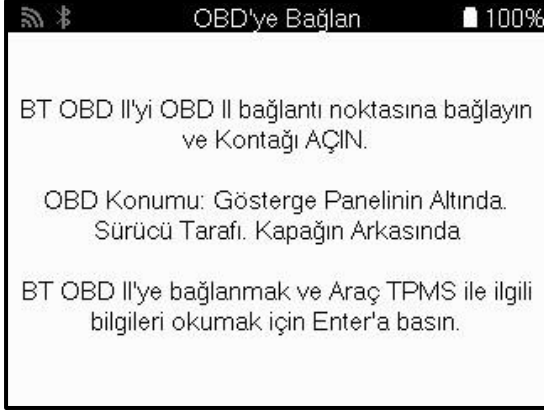 OBD'ye Bağlan 100%
BT OBD II'yi OBD II bağlantı noktasına bağlayın
ve Kontağı AÇIN.
OBD Konumu: Gösterge Panelinin Altında.
Sürücü Tarafı. Kapağın Arkasında
BT OBD II'ye bağlanmak ve Araç TPMS ile ilgili
bilgileri okumak için Enter'a basın.